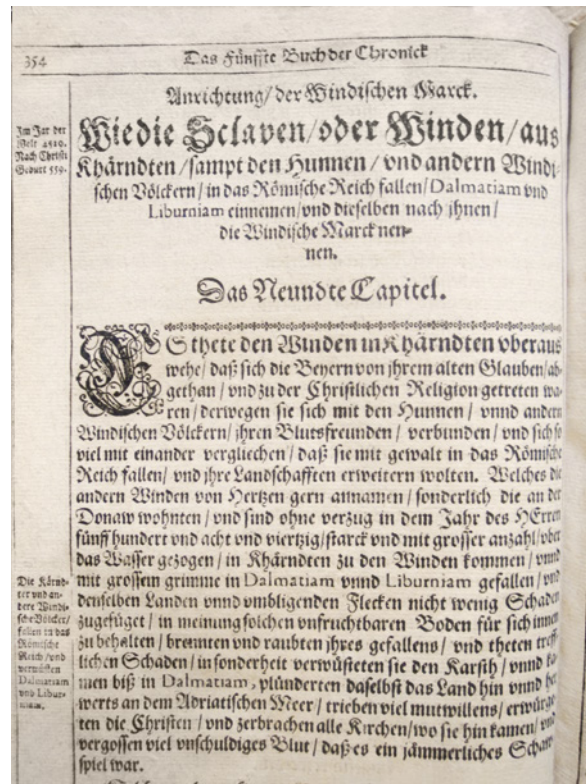 354
Das Fünffte Buch der Chronick
Anrichtung/ der Windischen Marck.
Im Jar der
Welt 4510.
Nach Christi
Geburt 559.
Wie die Sclaven/ oder Winden/ aus
Khärndten/ sampt den Hunnen/ vnd andern Windi-
schen Völckern/ in das Römische Reich fallen/ Dalmatiam vnd
Liburniam einnemen/ vnd dieselben nach jhnen/
die Windische Marck nen-
nen.
Das Neundte Capitel.
ES thete den Winden in Khärndten vberaus
wehe/ daß sich die Beyern von jhrem alten Glauben/ ab-
gethan/ vnd zu der Christlichen Religion getreten wa-
ren/ derwegen sie sich mit den Hunnen/ vnnd andern
Windischen Völckern/ jhren Blutsfreunden/ verbunden/ vnd sich so
viel mit einander verglichen/ daß sie mit gewalt in das Römische
Reich fallen/ vnd jhre Landschafften erweitern wolten. Welches die
andern Winden von Hertzen gern annamen/ sonderlich die an der
Donaw wohnten/ vnd sind ohne verzug in dem Jahr des HErren
fünff hundert vnd acht vnd viertzig/ starck vnd mit grosser anzahl/ vber
das Wasser gezogen/ in Khärndten zu den Winden kommen/ vnnd
mit grossem grimme in Dalmatiam vnnd Liburniam gefallen/ vnd
denselben Landen vnnd vmbligenden Flecken nicht wenig Schaden
zugefüget/ in meinung solchen vnfruchtbaren Boden für sich innen
zu behalten/ brennten vnd raubten jhres gefallens/ vnd theten treff-
lichen Schaden/ in sonderheit verwüsteten sie den Karsth/ vnnd ka-
men biß in Dalmatiam, plünderten daselbst das Land hin vnnd her
werts an dem Adriatischen Meer/ trieben viel mutwillens/ erwürg-
ten die Christen/ vnd zerbrachen alle Kirchen/ wo sie hin kamen/ vnd
vergossen viel vnschuldiges Blut/ daß es ein jämmerliches Schaw
spiel war.
Die Kärnd-
ter vnd an-
dere Windi-
sche Völcker/
fallen in das
Römische
Reich/ vnd
verwüsten
Dalmatiam
vnd Libur-
niam.